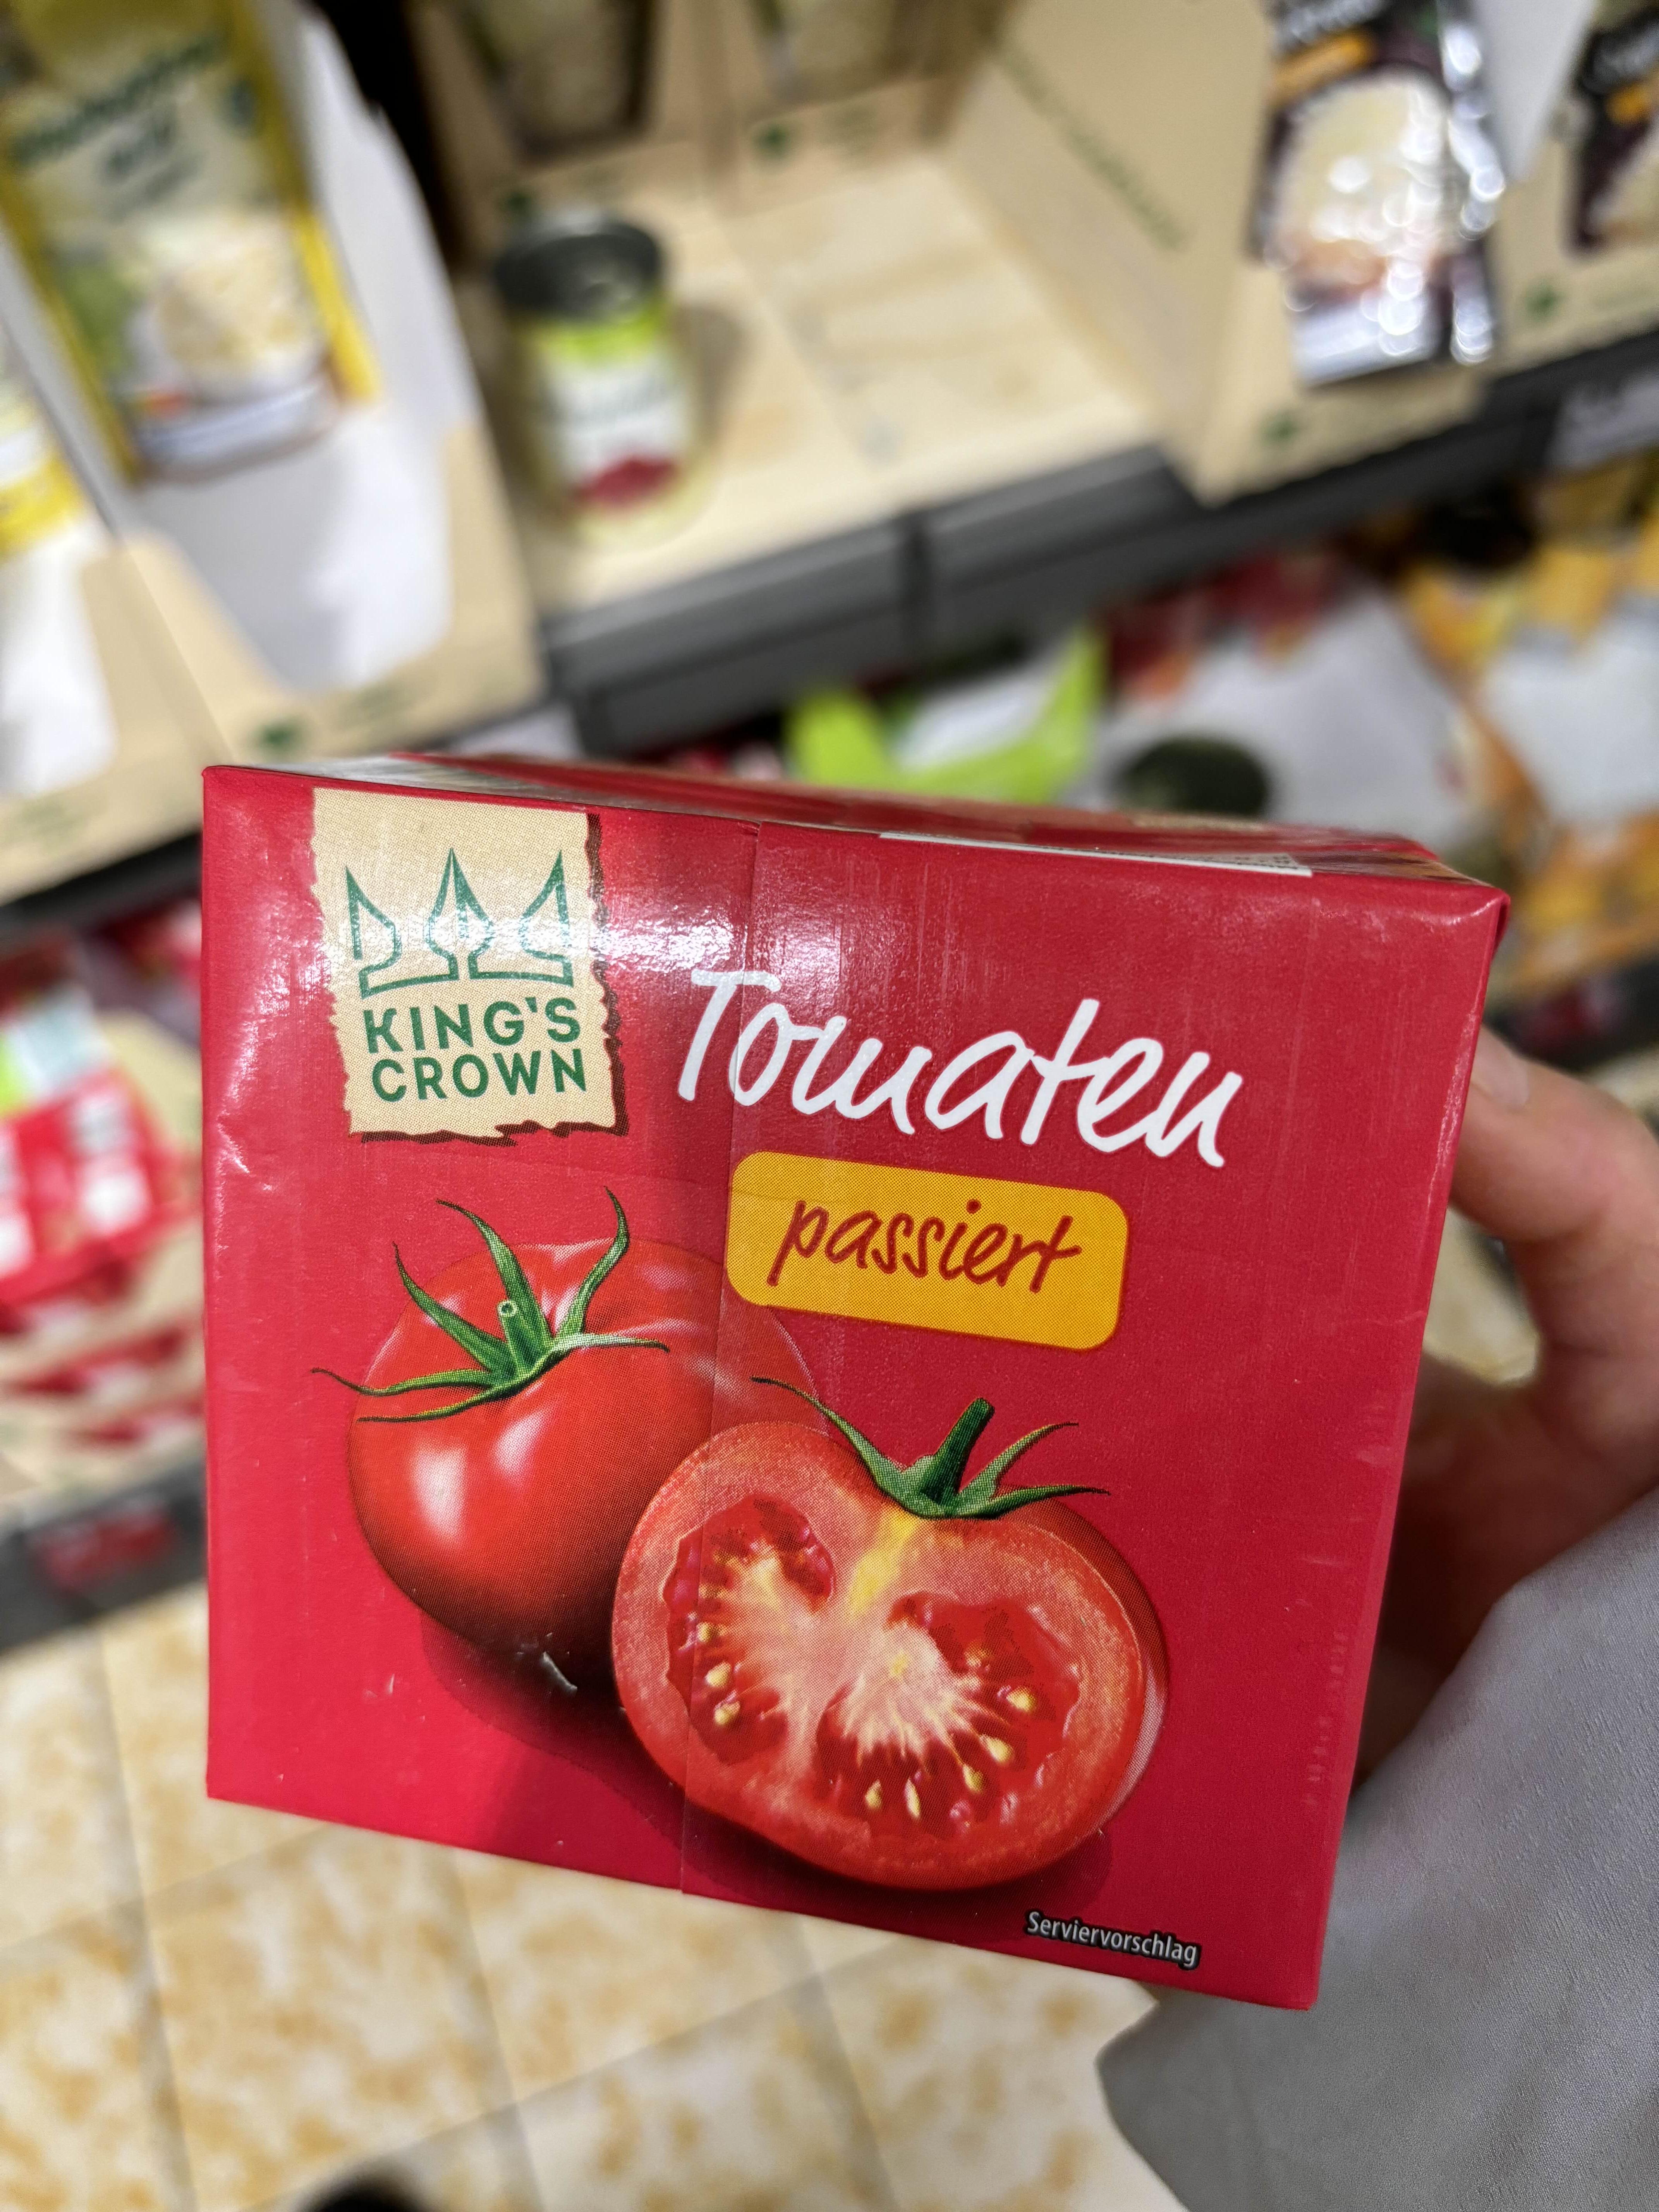 KING'S
CROWN
Tomaten
passiert
Serviervorschlag